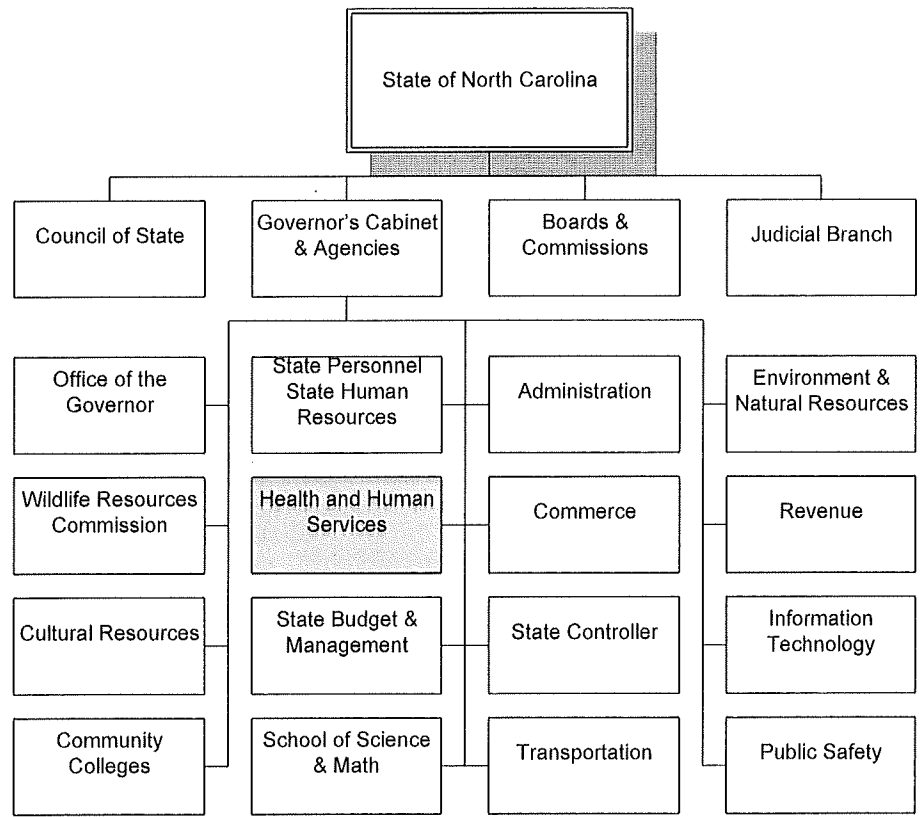 State of North Carolina
Council of State
Governor's Cabinet
& Agencies
Boards &
Commissions
Judicial Branch
Office of the
Governor
State Personnel
State Human
Resources
Administration
Environment &
Natural Resources
Wildlife Resources
Commission
Health and Human
Services
Commerce
Revenue
Cultural Resources
State Budget &
Management
State Controller
Information
Technology
Community
Colleges
School of Science
& Math
Transportation
Public Safety